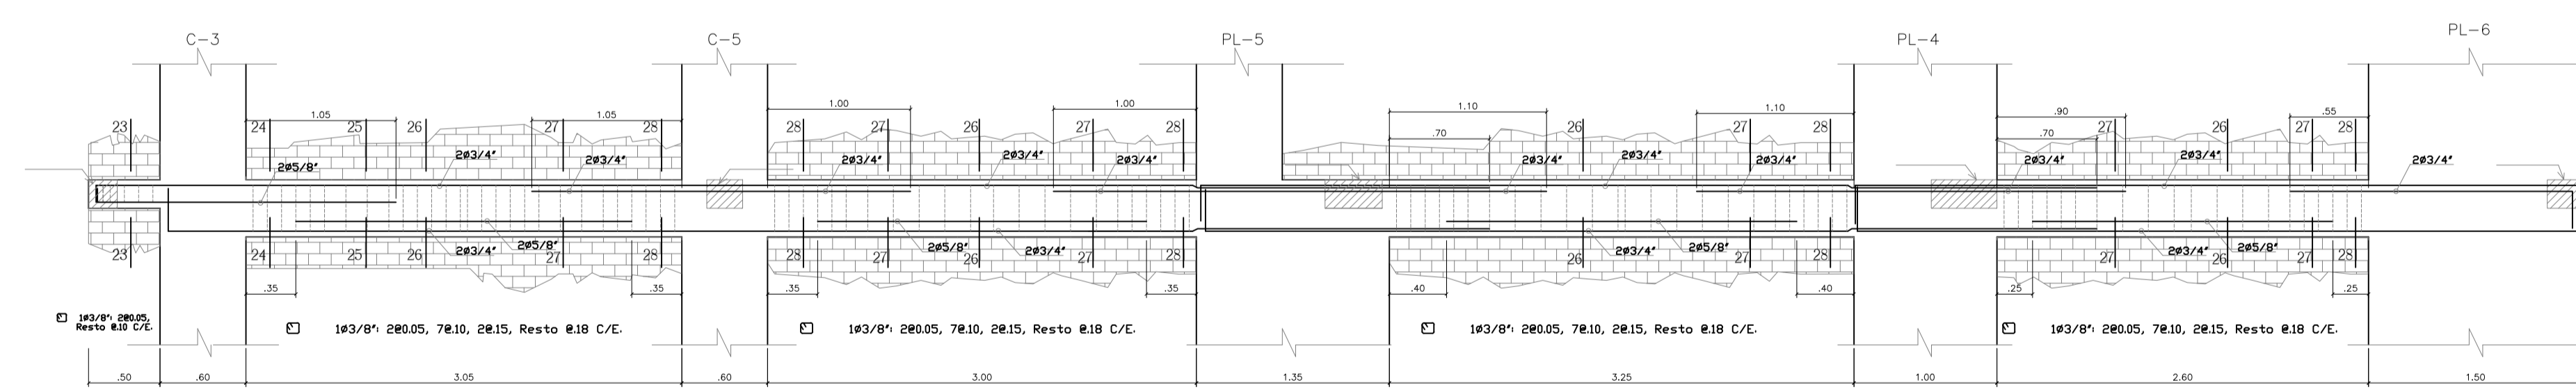 C-3
C-5
PL-5
PL-4
PL-6
1.05
1.05
1.00
1.00
1.10
1.10
.70
.90
.70
.55
23
24
25
26
27
28
28
27
26
27
28
26
27
28
27
26
27
28
2Ø5/8"
2Ø3/4"
2Ø3/4"
2Ø3/4"
2Ø3/4"
2Ø3/4"
2Ø3/4"
2Ø3/4"
2Ø3/4"
2Ø3/4"
2Ø3/4"
2Ø3/4"
2Ø3/4"
2Ø5/8"
2Ø5/8"
2Ø3/4"
2Ø3/4"
2Ø5/8"
2Ø3/4"
2Ø5/8"
23
24
25
26
27
28
28
27
26
27
28
26
27
28
27
26
27
28
.35
.35
.35
.35
.40
.40
.25
.25
1Ø3/8": 2@0.05,
Resto @.10 C/E.
1Ø3/8": 2@0.05, 7@.10, 2@.15, Resto @.18 C/E.
1Ø3/8": 2@0.05, 7@.10, 2@.15, Resto @.18 C/E.
1Ø3/8": 2@0.05, 7@.10, 2@.15, Resto @.18 C/E.
1Ø3/8": 2@0.05, 7@.10, 2@.15, Resto @.18 C/E.
.50
.60
3.05
.60
3.00
1.35
3.25
1.00
2.60
1.50